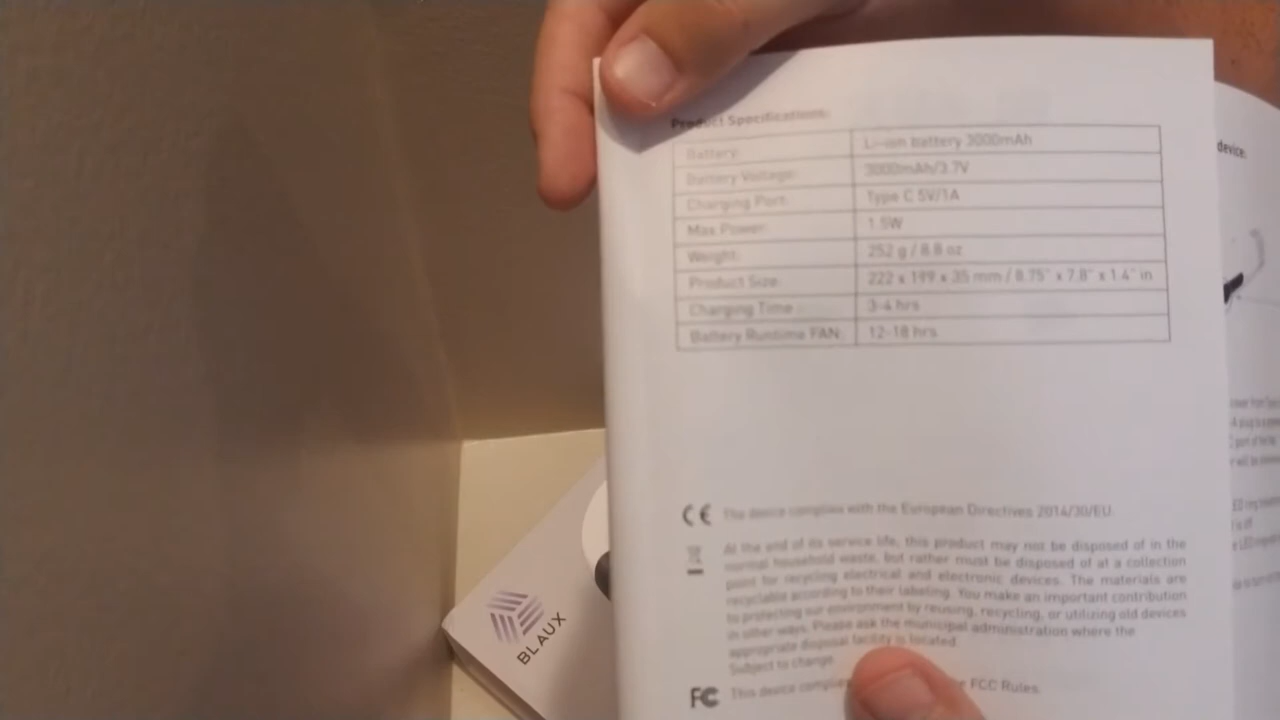 Product Specifications:
Battery: Li-ion battery 3000mAh
Battery Voltage: 3000mAh/3.7V
Charging Port: Type C 5V/1A
Max Power: 1.5W
Weight: 252 g / 8.8 oz
Product Size: 222 x 199 x 35 mm / 8.75" x 7.8" x 1.4" in
Charging Time : 3-4 hrs
Battery Runtime FAN: 12-18 hrs
CE The device complies with the European Directives 2014/30/EU.
At the end of its service life, this product may not be disposed of in the
normal household waste, but rather must be disposed of at a collection
point for recycling electrical and electronic devices. The materials are
recyclable according to their labeling. You make an important contribution
to protecting our environment by reusing, recycling, or utilizing old devices
in other ways. Please ask the municipal administration where the
appropriate disposal facility is located.
Subject to change
FC This device complies FCC Rules
device.
BLAUX